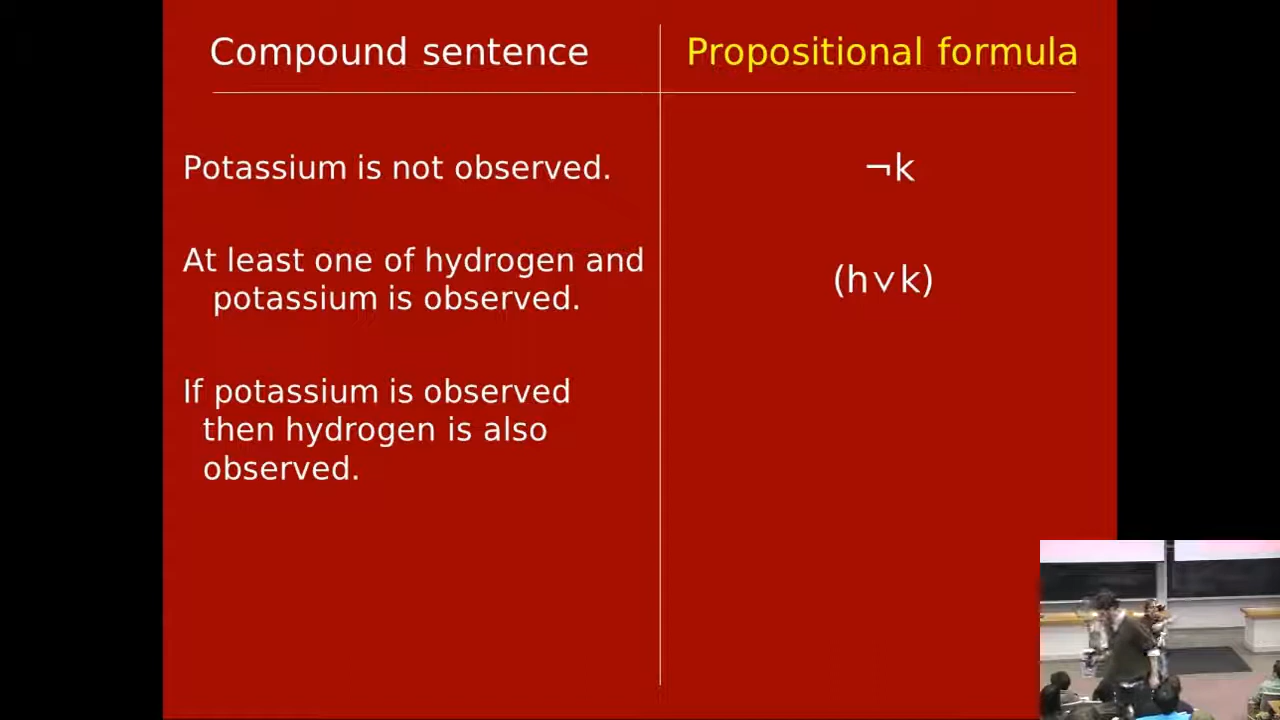 Compound sentence
Propositional formula
Potassium is not observed.
¬k
At least one of hydrogen and
potassium is observed.
(h∨k)
If potassium is observed
then hydrogen is also
observed.